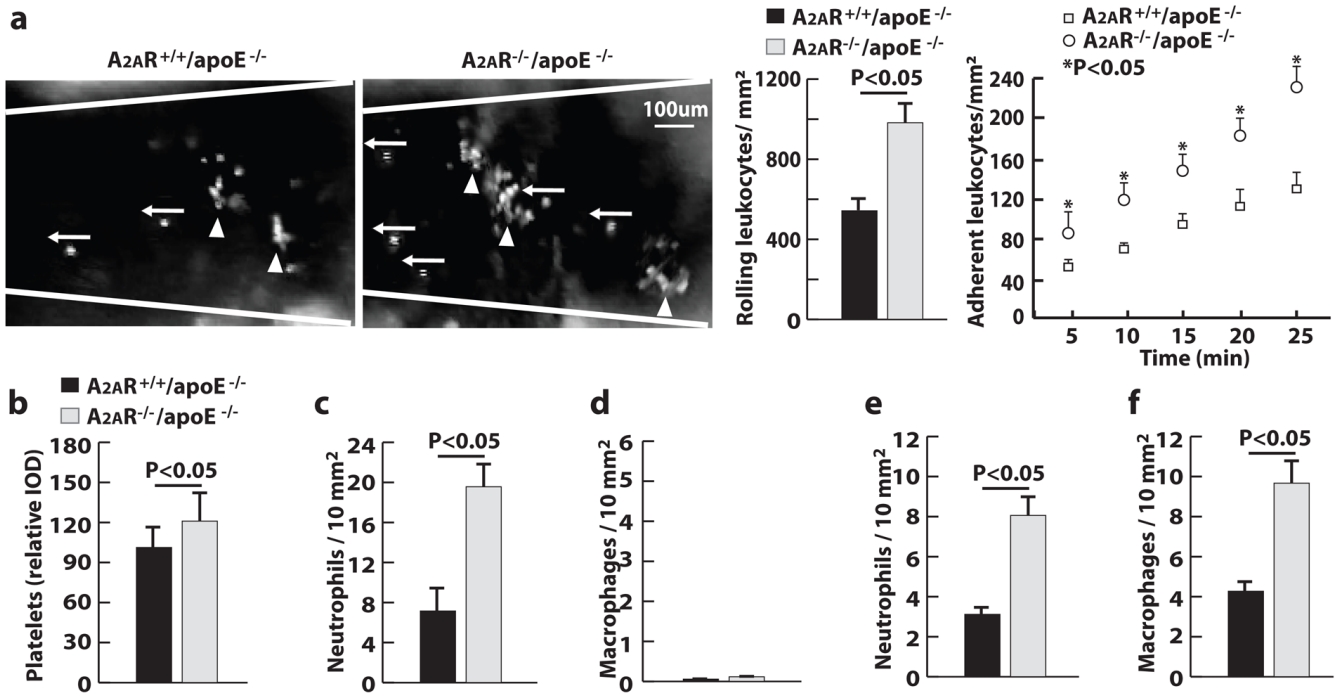 a
A2AR+/+/apoE -/-
A2AR-/-/apoE -/-
100um
A2AR+/+/apoE -/-
A2AR-/-/apoE -/-
P<0.05
Rolling leukocytes/ mm²
1200
800
400
0
A2AR+/+/apoE -/-
A2AR-/-/apoE -/-
*P<0.05
Adherent leukocytes/mm²
240
200
160
120
80
40
0
*
*
*
*
*
5 10 15 20 25
Time (min)
A2AR+/+/apoE -/-
A2AR-/-/apoE -/-
b
P<0.05
Platelets (relative IOD)
180
150
120
90
60
30
0
c
P<0.05
Neutrophils / 10 mm²
24
20
16
12
8
4
0
d
Macrophages / 10 mm²
6
5
4
3
2
1
0
e
P<0.05
Neutrophils / 10 mm²
12
10
8
6
4
2
0
f
P<0.05
Macrophages / 10 mm²
12
10
8
6
4
2
0